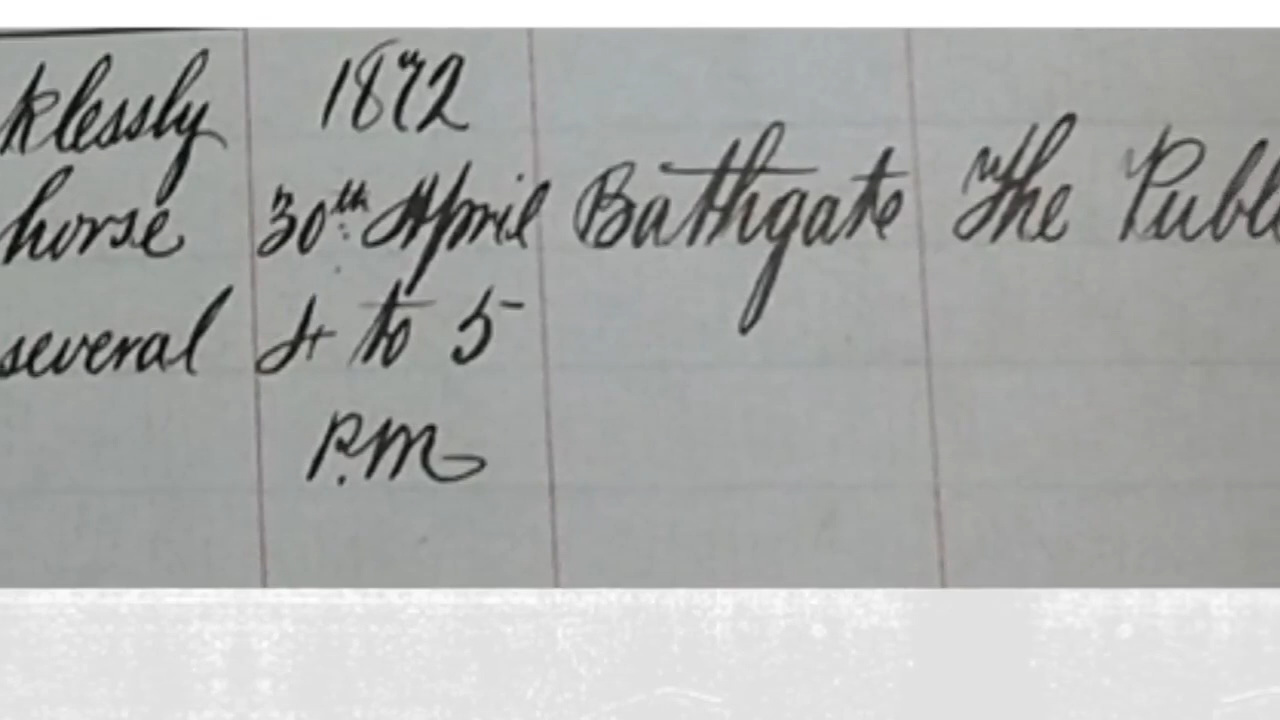 klessly
horse
several
1872
30th April
4 to 5
P.M
Bathgate
The Publ